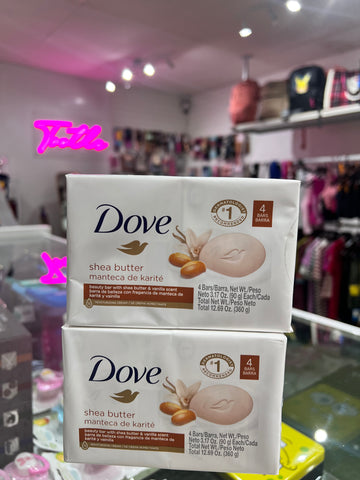 Dove
shea butter
manteca de karité
beauty bar with shea butter & vanilla scent
barra de belleza con fragancia de manteca de
karité y vainilla
#1
4
BARS
BARRA
4 Bars/Barra, Net Wt./Peso
Neto 3.17 Oz. (90 g) Each/Cada
Total Net Wt./Peso
Total 12.69 Oz. (360 g)
Dove
shea butter
manteca de karité
beauty bar with shea butter & vanilla scent
barra de belleza con fragancia de manteca de
karité y vainilla
#1
4
BARS
BARRA
4 Bars/Barra, Net Wt./Peso
Neto 3.17 Oz. (90 g) Each/Cada
Total Net Wt./Peso
Total 12.69 Oz. (360 g)